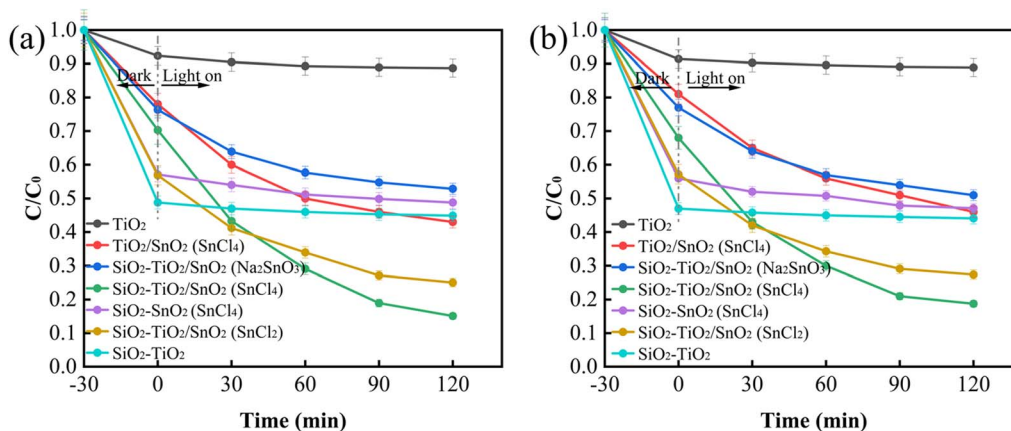 (a)
C/C₀
1.0
0.9
0.8
0.7
0.6
0.5
0.4
0.3
0.2
0.1
0.0
Dark
Light on
TiO₂
TiO₂/SnO₂ (SnCl₄)
SiO₂-TiO₂/SnO₂ (Na₂SnO₃)
SiO₂-TiO₂/SnO₂ (SnCl₄)
SiO₂-SnO₂ (SnCl₄)
SiO₂-TiO₂/SnO₂ (SnCl₂)
SiO₂-TiO₂
-30 0 30 60 90 120
Time (min)
(b)
C/C₀
1.0
0.9
0.8
0.7
0.6
0.5
0.4
0.3
0.2
0.1
0.0
Dark
Light on
TiO₂
TiO₂/SnO₂ (SnCl₄)
SiO₂-TiO₂/SnO₂ (Na₂SnO₃)
SiO₂-TiO₂/SnO₂ (SnCl₄)
SiO₂-SnO₂ (SnCl₄)
SiO₂-TiO₂/SnO₂ (SnCl₂)
SiO₂-TiO₂
-30 0 30 60 90 120
Time (min)